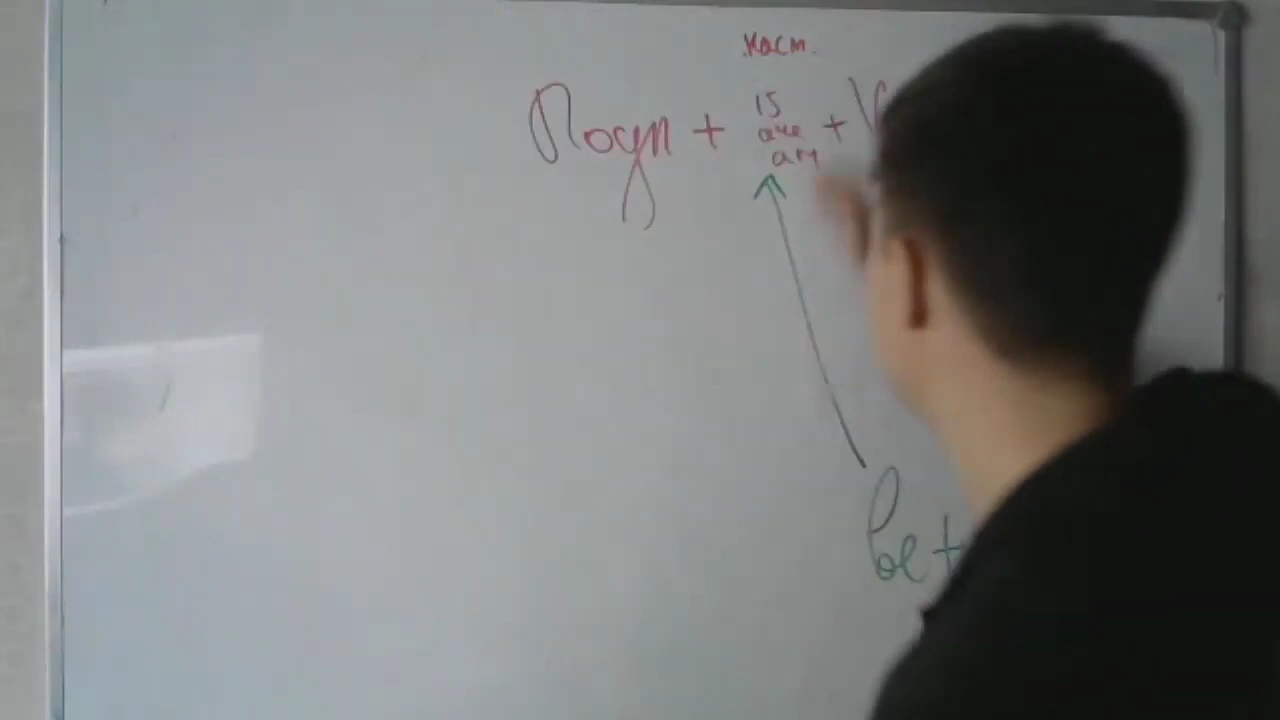 наст.
Подл + is + V
are
am
be +